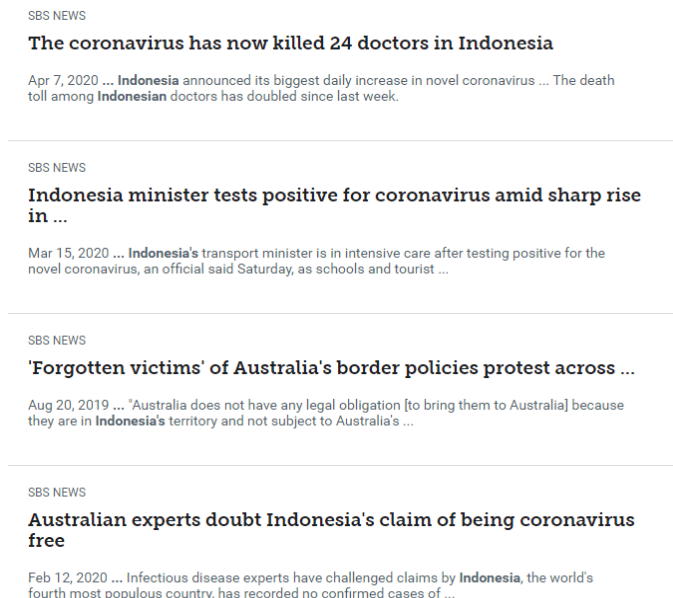 SBS NEWS
The coronavirus has now killed 24 doctors in Indonesia
Apr 7, 2020 ... Indonesia announced its biggest daily increase in novel coronavirus ... The death
toll among Indonesian doctors has doubled since last week.
SBS NEWS
Indonesia minister tests positive for coronavirus amid sharp rise
in ...
Mar 15, 2020 ... Indonesia's transport minister is in intensive care after testing positive for the
novel coronavirus, an official said Saturday, as schools and tourist ...
SBS NEWS
'Forgotten victims' of Australia's border policies protest across ...
Aug 20, 2019 ... "Australia does not have any legal obligation [to bring them to Australia] because
they are in Indonesia's territory and not subject to Australia's ...
SBS NEWS
Australian experts doubt Indonesia's claim of being coronavirus
free
Feb 12, 2020 ... Infectious disease experts have challenged claims by Indonesia, the world's
fourth most populous country, has recorded no confirmed cases of ...